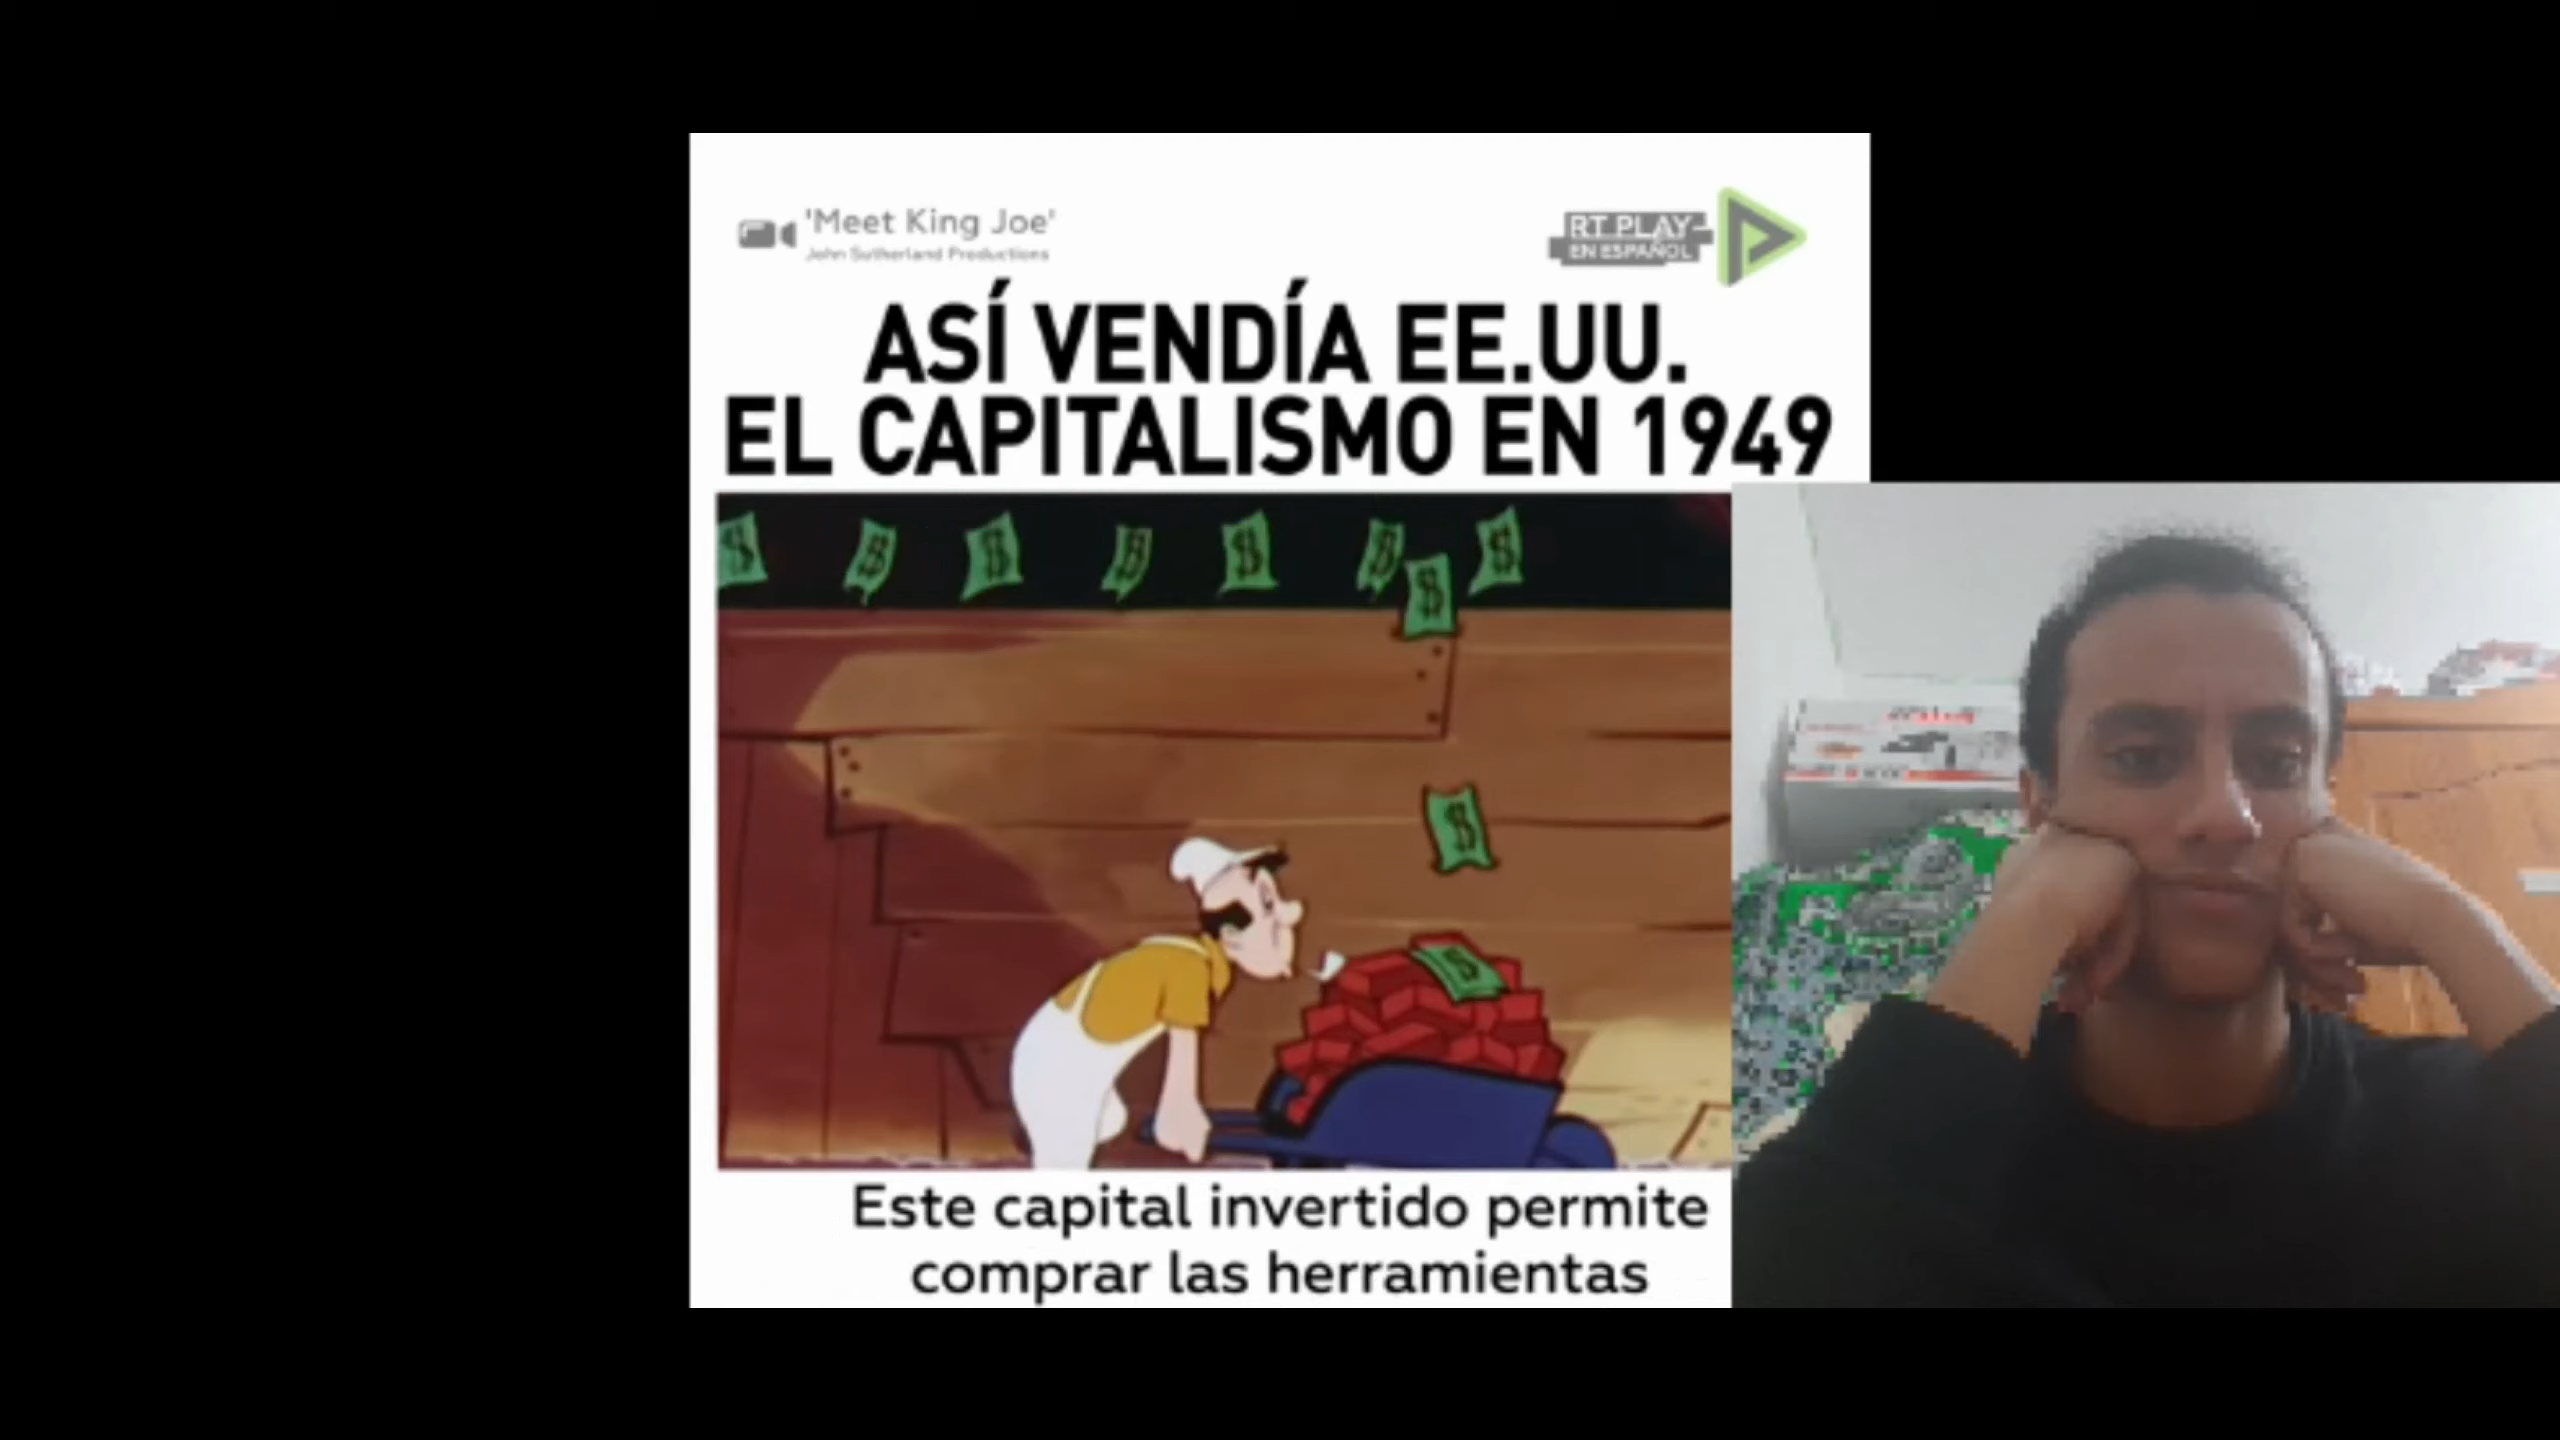 'Meet King Joe'
John Sutherland Productions
RT PLAY
EN ESPAÑOL
ASÍ VENDÍA EE.UU.
EL CAPITALISMO EN 1949
Este capital invertido permite
comprar las herramientas